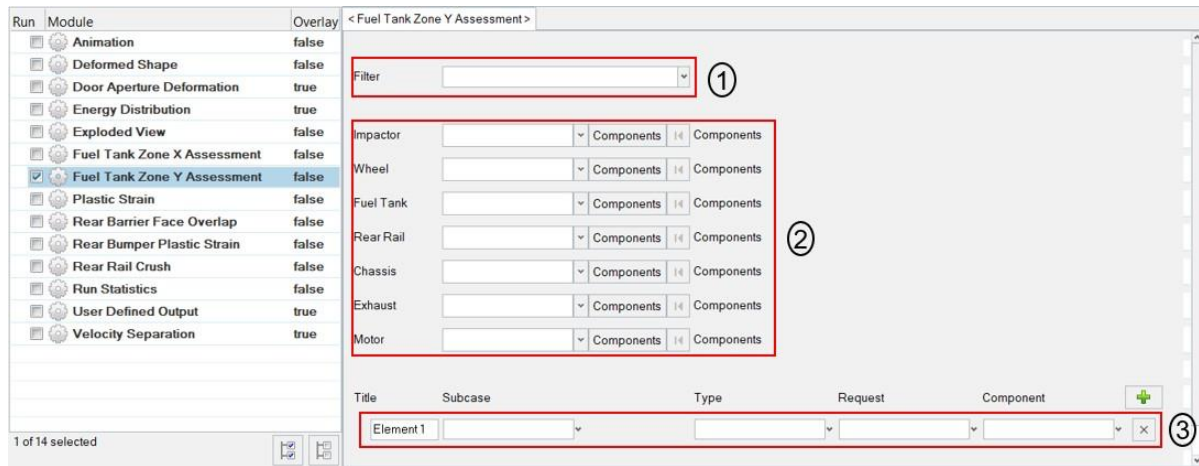 Run Module Overlay
Animation false
Deformed Shape false
Door Aperture Deformation true
Energy Distribution true
Exploded View false
Fuel Tank Zone X Assessment false
Fuel Tank Zone Y Assessment false
Plastic Strain false
Rear Barrier Face Overlap false
Rear Bumper Plastic Strain false
Rear Rail Crush false
Run Statistics false
User Defined Output true
Velocity Separation true
1 of 14 selected
< Fuel Tank Zone Y Assessment >
Filter
1
Impactor Components Components
Wheel Components Components
Fuel Tank Components Components
Rear Rail Components Components
2
Chassis Components Components
Exhaust Components Components
Motor Components Components
Title Subcase Type Request Component
Element 1
3